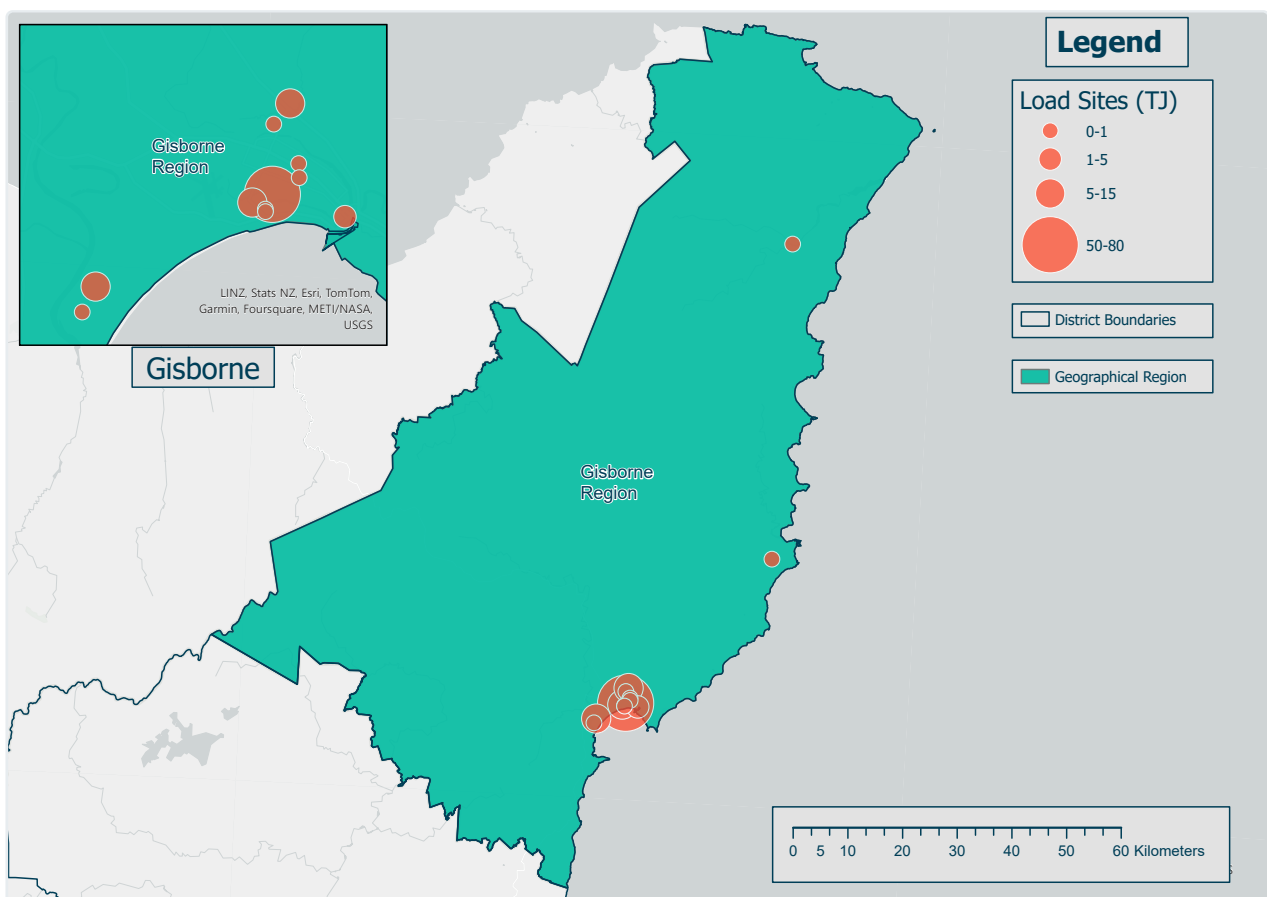 Gisborne
Region
LINZ, Stats NZ, Esri, TomTom,
Garmin, Foursquare, METI/NASA,
USGS
Gisborne
Legend
Load Sites (TJ)
0-1
1-5
5-15
50-80
District Boundaries
Geographical Region
Gisborne
Region
0 5 10 20 30 40 50 60 Kilometers